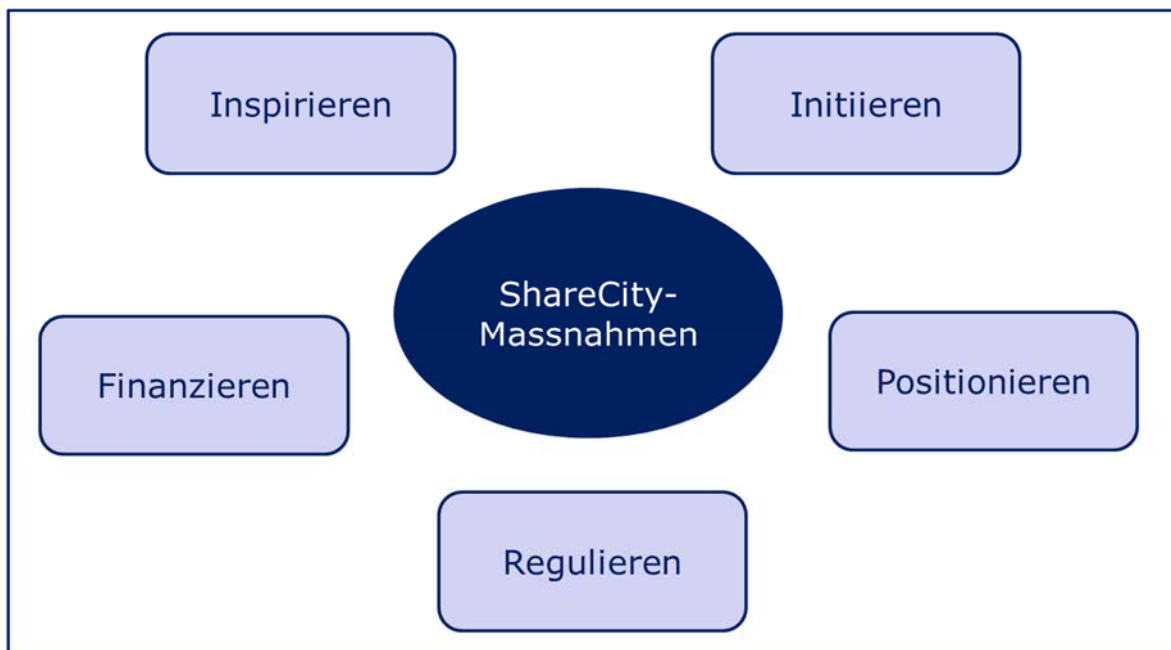 Inspirieren
Initiieren
ShareCity-
Massnahmen
Finanzieren
Positionieren
Regulieren